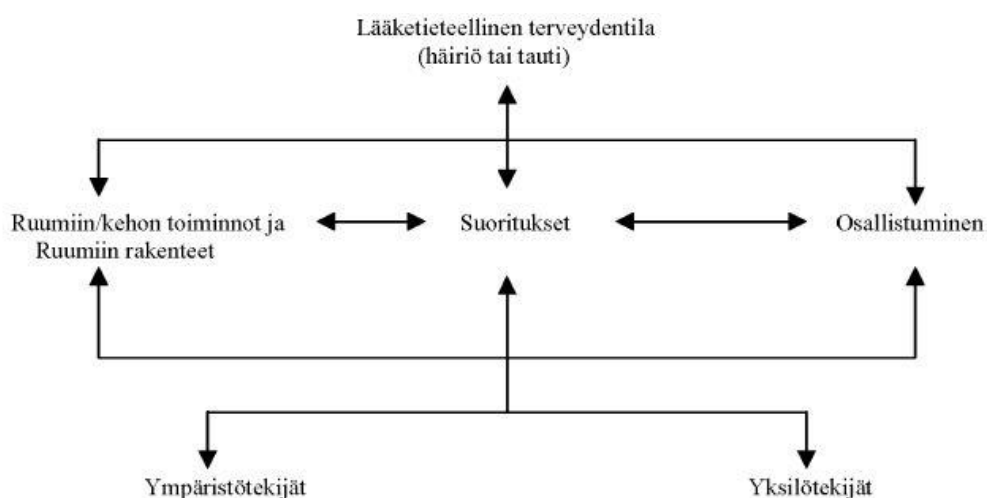 Lääketieteellinen terveydentila
(häiriö tai tauti)
Ruumiin/kehon toiminnot ja
Ruumiin rakenteet
Suoritukset
Osallistuminen
Ympäristötekijät
Yksilötekijät